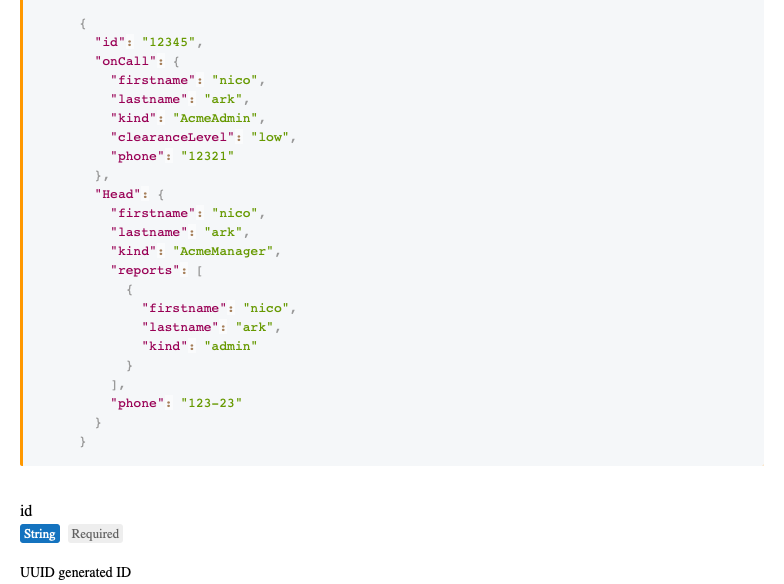 {
"id": "12345",
"onCall": {
"firstname": "nico",
"lastname": "ark",
"kind": "AcmeAdmin",
"clearanceLevel": "low",
"phone": "12321"
},
"Head": {
"firstname": "nico",
"lastname": "ark",
"kind": "AcmeManager",
"reports": [
{
"firstname": "nico",
"lastname": "ark",
"kind": "admin"
}
],
"phone": "123-23"
}
}
id
String Required
UUID generated ID